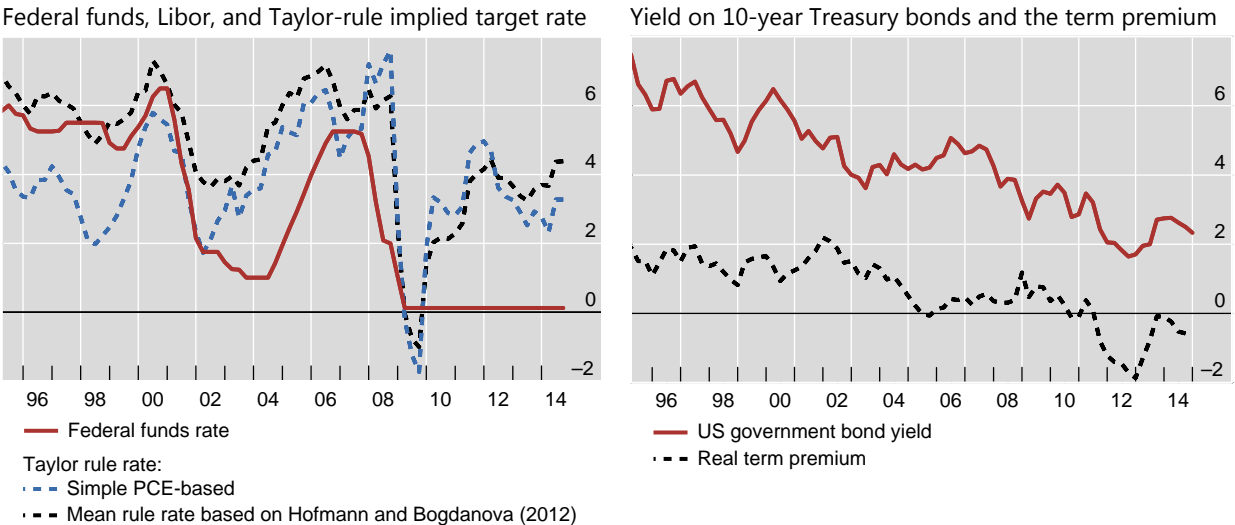 Federal funds, Libor, and Taylor-rule implied target rate
6
4
2
0
–2
96 98 00 02 04 06 08 10 12 14
Federal funds rate
Taylor rule rate:
Simple PCE-based
Mean rule rate based on Hofmann and Bogdanova (2012)
Yield on 10-year Treasury bonds and the term premium
6
4
2
0
–2
96 98 00 02 04 06 08 10 12 14
US government bond yield
Real term premium